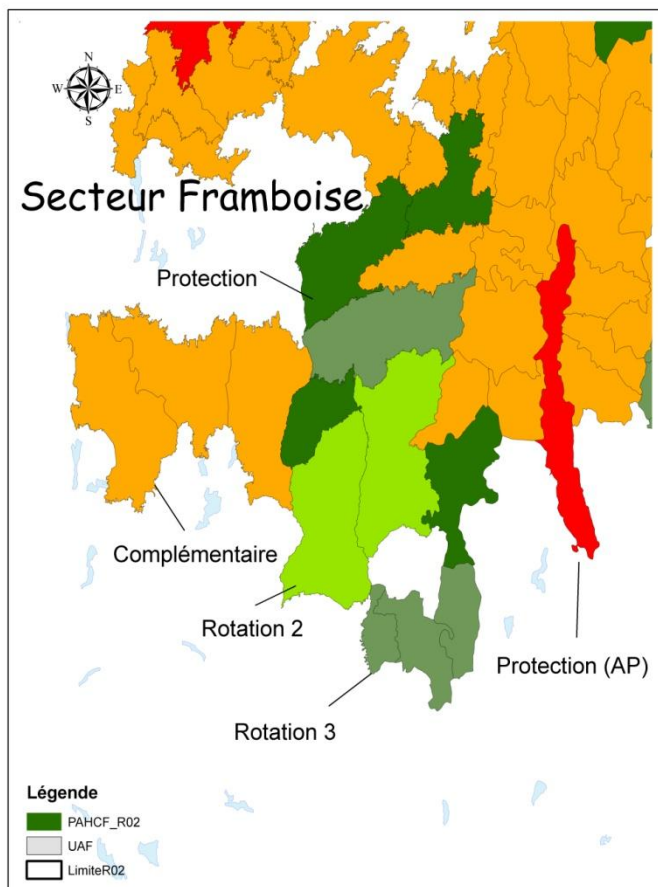 N
W E
S
Secteur Framboise
Protection
Complémentaire
Rotation 2
Protection (AP)
Rotation 3
Légende
PAHCF_R02
UAF
LimiteR02